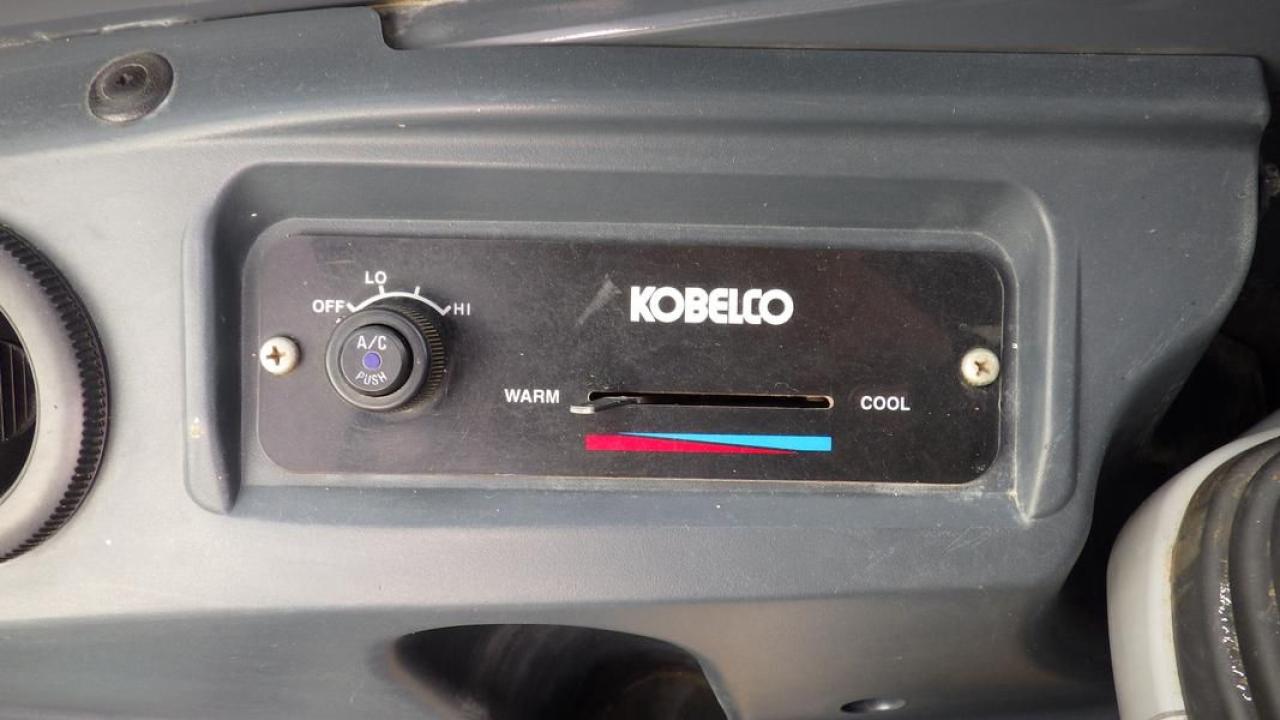 LO
OFF
HI
A/C
PUSH
KOBELCO
WARM
COOL